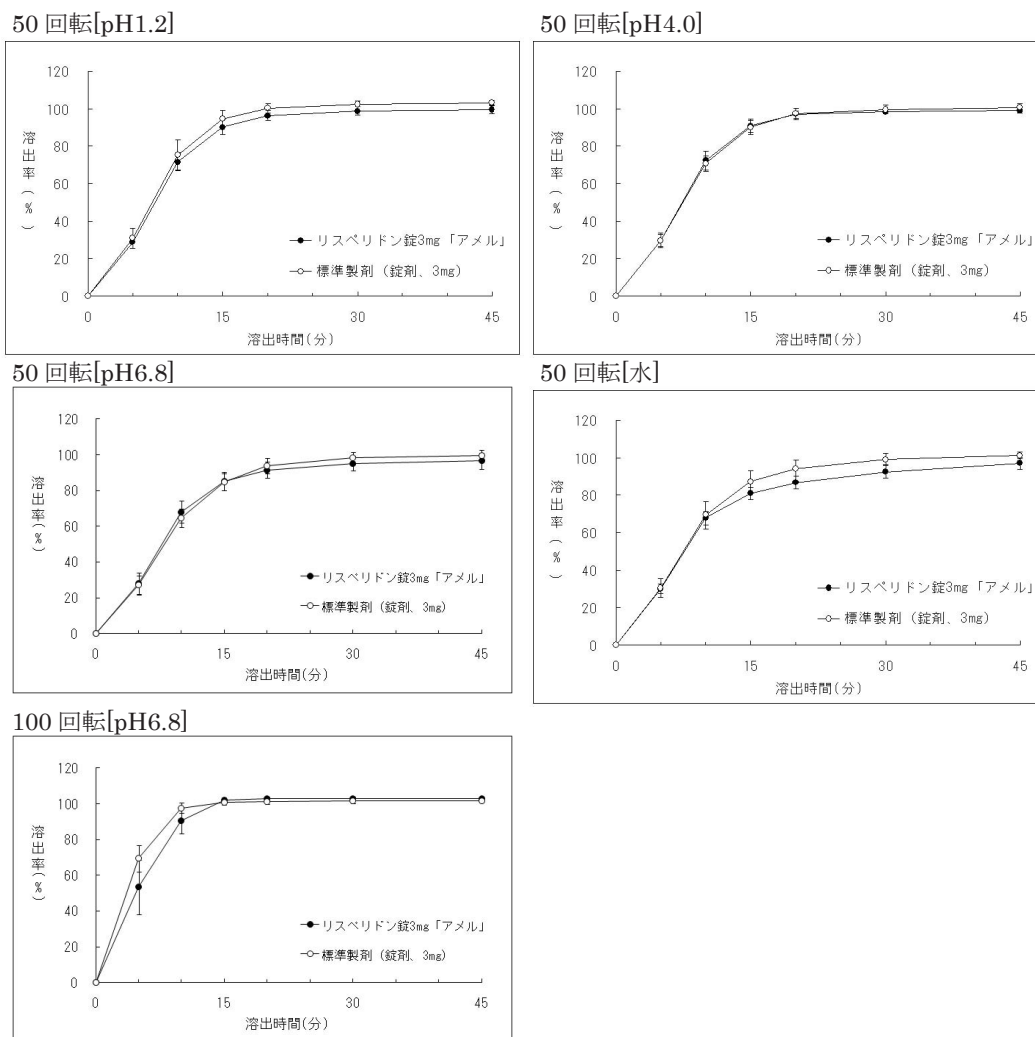 50 回転[pH1.2]
120
100
80
60
40
20
0
溶出率(%)
0 15 30 45
溶出時間(分)
リスペリドン錠3mg「アメル」
標準製剤（錠剤、3mg）
50 回転[pH4.0]
120
100
80
60
40
20
0
溶出率(%)
0 15 30 45
溶出時間(分)
リスペリドン錠3mg「アメル」
標準製剤（錠剤、3mg）
50 回転[pH6.8]
120
100
80
60
40
20
0
溶出率(%)
0 15 30 45
溶出時間(分)
リスペリドン錠3mg「アメル」
標準製剤（錠剤、3mg）
50 回転[水]
120
100
80
60
40
20
0
溶出率(%)
0 15 30 45
溶出時間(分)
リスペリドン錠3mg「アメル」
標準製剤（錠剤、3mg）
100 回転[pH6.8]
120
100
80
60
40
20
0
溶出率(%)
0 15 30 45
溶出時間(分)
リスペリドン錠3mg「アメル」
標準製剤（錠剤、3mg）